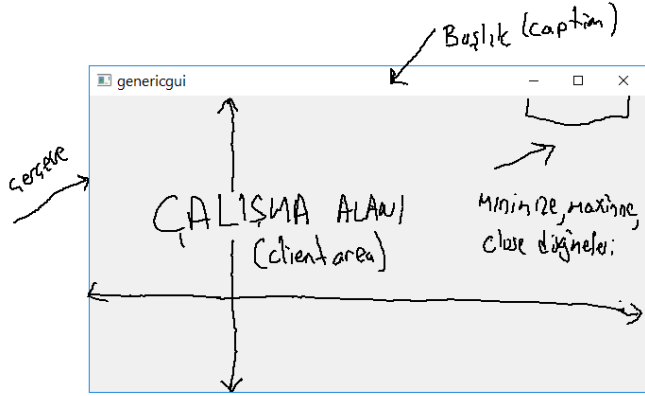 Başlık (caption)
genericgui
çerçeve
ÇALIŞMA ALANI
(client area)
minimize, maximize,
close düğmeleri